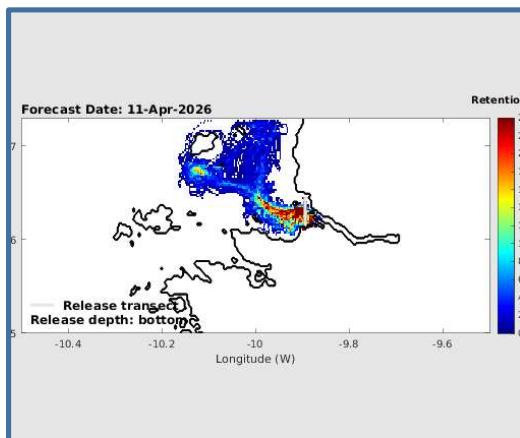 Retentio
Forecast Date: 11-Apr-2026
7
6
5
Release transect
Release depth: bottom
-10.4 -10.2 -10 -9.8 -9.6
Longitude (W)